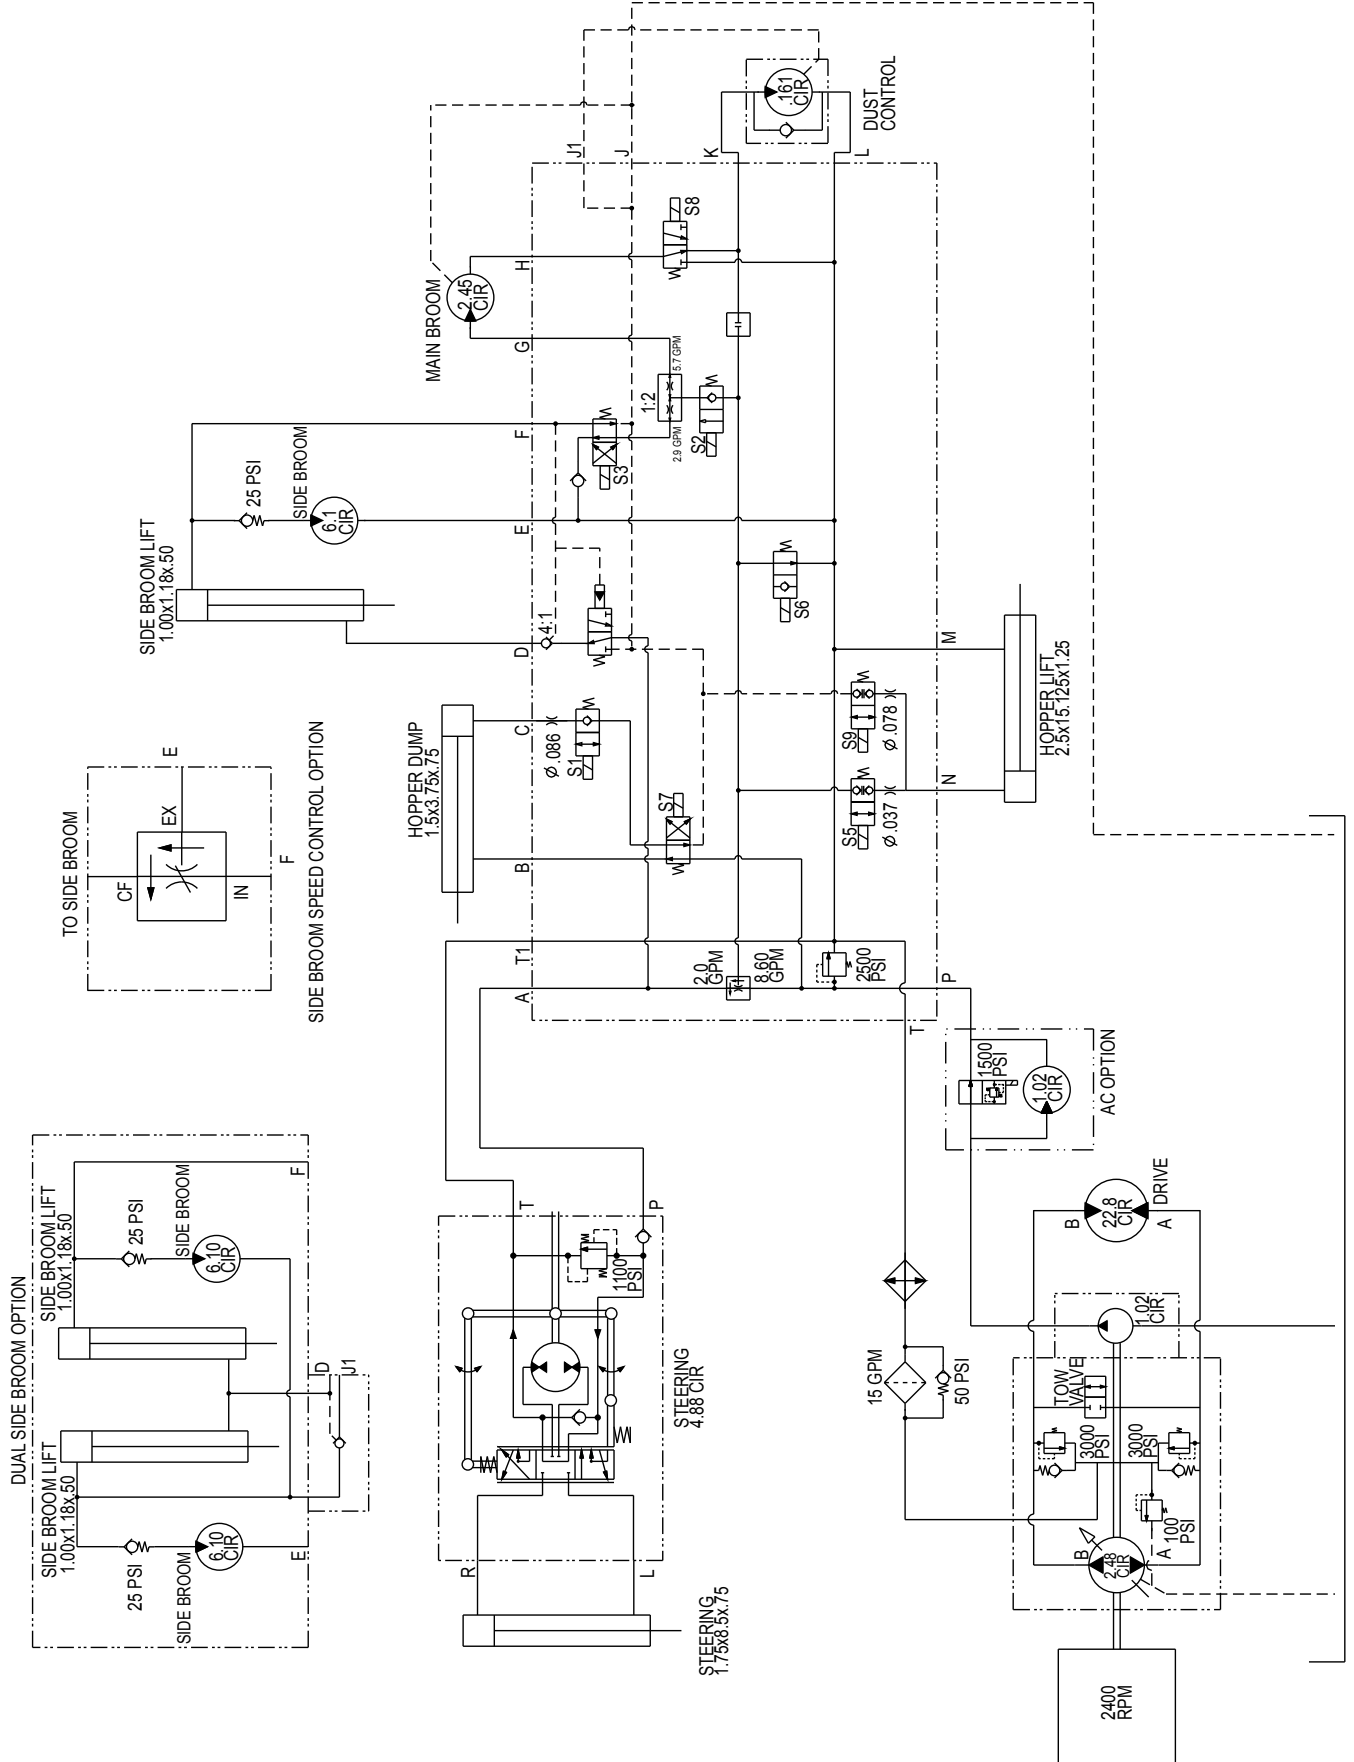 DUAL SIDE BROOM OPTION
SIDE BROOM LIFT
1.00x1.18x.50
25 PSI
SIDE BROOM
6.10
CIR
E
SIDE BROOM LIFT
1.00x1.18x.50
25 PSI
SIDE BROOM
6.10
CIR
F
D
J1
TO SIDE BROOM
CF
EX
IN
E
F
SIDE BROOM SPEED CONTROL OPTION
SIDE BROOM LIFT
1.00x1.18x.50
25 PSI
SIDE BROOM
6.1
CIR
MAIN BROOM
2.45
CIR
HOPPER DUMP
1.5x3.75x.75
STEERING
1.75x8.5x.75
R
L
STEERING
4.88 CIR
1100
PSI
T
P
A
T1
B
C
D
E
F
G
H
J
J1
K
L
DUST
CONTROL
.161
CIR
Ø .086
S1
4:1
S3
S7
1:2
2.9 GPM
5.7 GPM
S2
S8
2.0
GPM
8.60
GPM
2500
PSI
S6
S5
Ø .037
S9
Ø .078
T
P
N
M
HOPPER LIFT
2.5x15.125x1.25
15 GPM
50 PSI
1500
PSI
1.02
CIR
AC OPTION
2400
RPM
2.48
CIR
B
A
100
PSI
3000
PSI
3000
PSI
TOW
VALVE
1.02
CIR
B
22.8
CIR
A
DRIVE